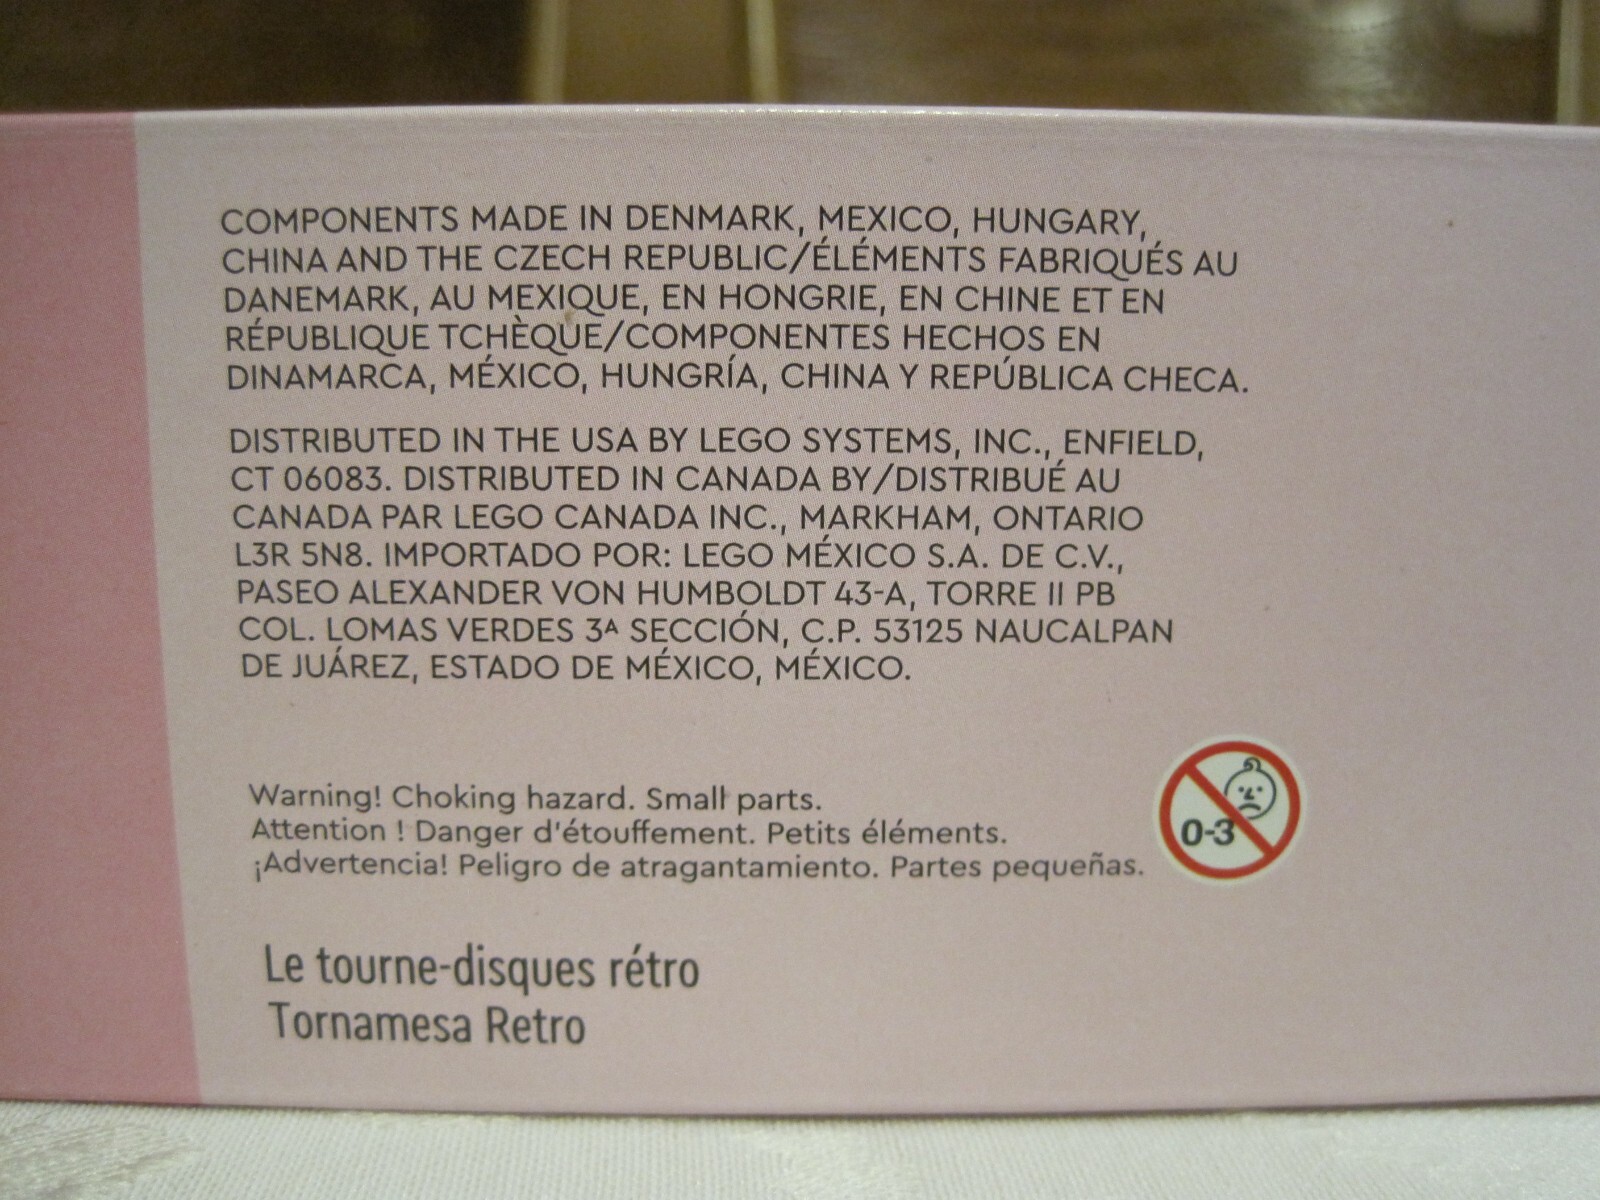 COMPONENTS MADE IN DENMARK, MEXICO, HUNGARY,
CHINA AND THE CZECH REPUBLIC/ÉLÉMENTS FABRIQUÉS AU
DANEMARK, AU MEXIQUE, EN HONGRIE, EN CHINE ET EN
RÉPUBLIQUE TCHÈQUE/COMPONENTES HECHOS EN
DINAMARCA, MÉXICO, HUNGRÍA, CHINA Y REPÚBLICA CHECA.
DISTRIBUTED IN THE USA BY LEGO SYSTEMS, INC., ENFIELD,
CT 06083. DISTRIBUTED IN CANADA BY/DISTRIBUÉ AU
CANADA PAR LEGO CANADA INC., MARKHAM, ONTARIO
L3R 5N8. IMPORTADO POR: LEGO MÉXICO S.A. DE C.V.,
PASEO ALEXANDER VON HUMBOLDT 43-A, TORRE II PB
COL. LOMAS VERDES 3ᴬ SECCIÓN, C.P. 53125 NAUCALPAN
DE JUÁREZ, ESTADO DE MÉXICO, MÉXICO.
Warning! Choking hazard. Small parts.
Attention ! Danger d'étouffement. Petits éléments.
¡Advertencia! Peligro de atragantamiento. Partes pequeñas.
0-3
Le tourne-disques rétro
Tornamesa Retro